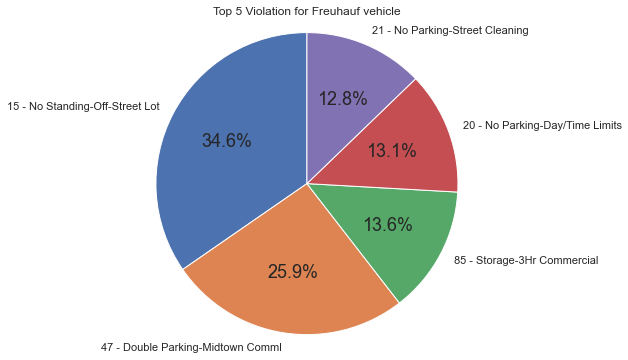 Top 5 Violation for Freuhauf vehicle
21 - No Parking-Street Cleaning
12.8%
15 - No Standing-Off-Street Lot
34.6%
20 - No Parking-Day/Time Limits
13.1%
13.6%
85 - Storage-3Hr Commercial
25.9%
47 - Double Parking-Midtown Comml